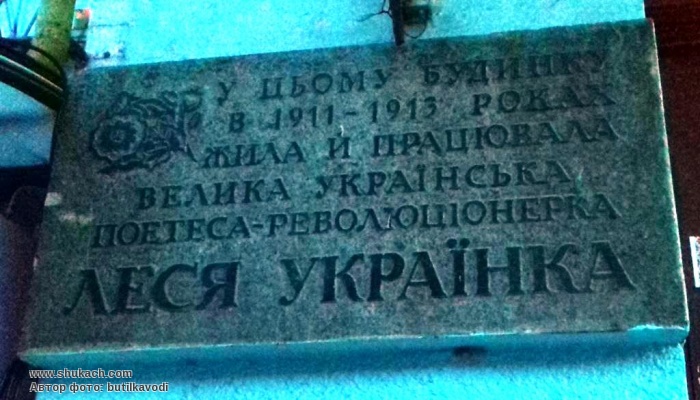 У ЦЬОМУ БУДИНКУ
В 1911-1913 РОКАХ
ЖИЛА Й ПРАЦЮВАЛА
ВЕЛИКА УКРАЇНСЬКА
ПОЕТЕСА-РЕВОЛЮЦІОНЕРКА
ЛЕСЯ УКРАЇНКА
www.shukach.com
Автор фото: butilkavodi